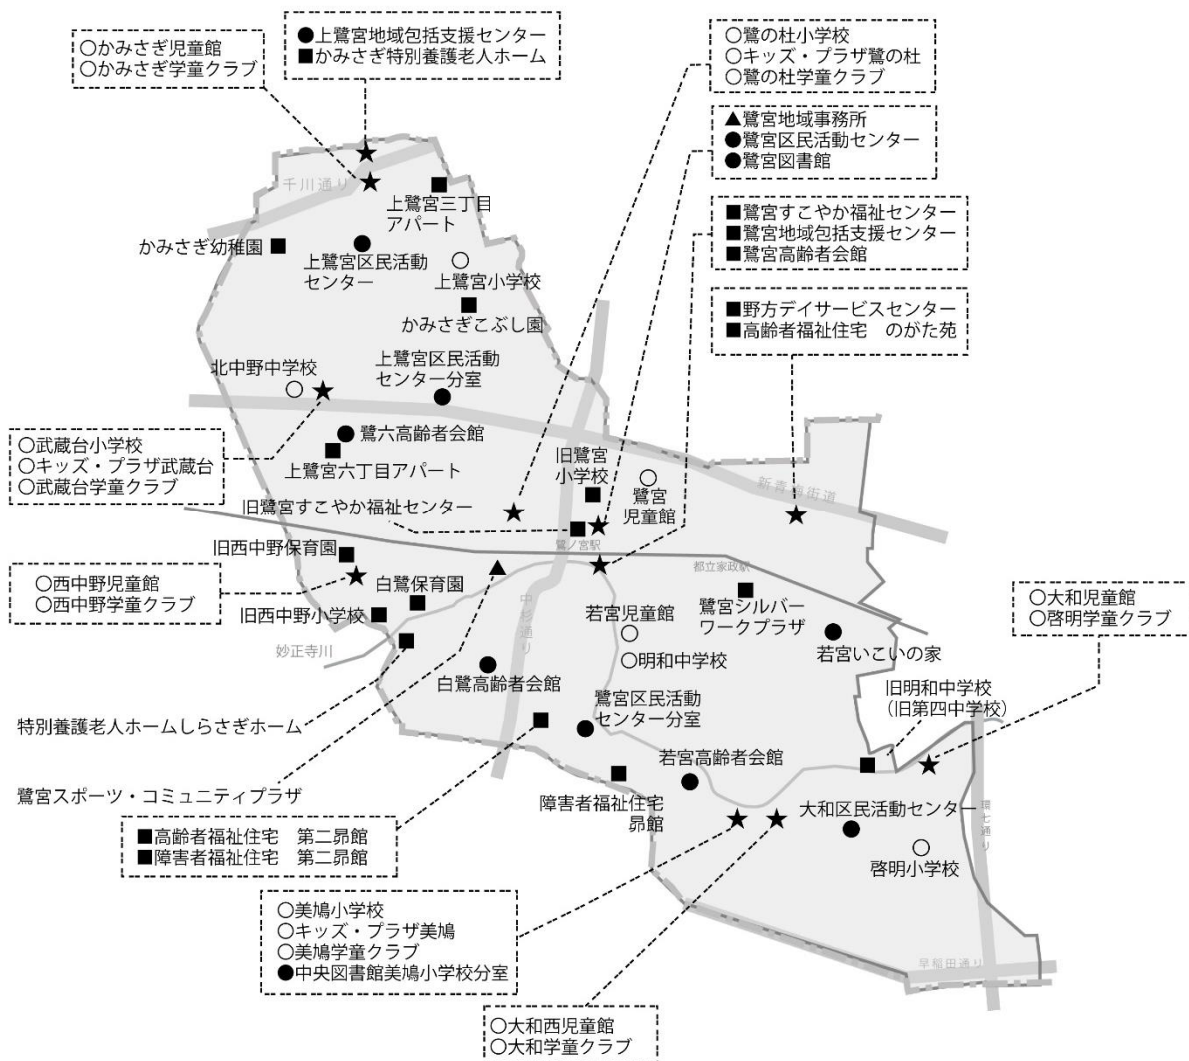 ○かみさぎ児童館
○かみさぎ学童クラブ
●上鷺宮地域包括支援センター
■かみさぎ特別養護老人ホーム
○鷺の杜小学校
○キッズ・プラザ鷺の杜
○鷺の杜学童クラブ
▲鷺宮地域事務所
●鷺宮区民活動センター
●鷺宮図書館
千川通り
上鷺宮三丁目
アパート
■鷺宮すこやか福祉センター
■鷺宮地域包括支援センター
■鷺宮高齢者会館
かみさぎ幼稚園
上鷺宮区民活動
センター
上鷺宮小学校
かみさぎこぶし園
■野方デイサービスセンター
■高齢者福祉住宅　のがた苑
北中野中学校
上鷺宮区民活動
センター分室
○武蔵台小学校
○キッズ・プラザ武蔵台
○武蔵台学童クラブ
鷺六高齢者会館
上鷺宮六丁目アパート
旧鷺宮
小学校
鷺宮
児童館
新青梅街道
旧鷺宮すこやか福祉センター
鷺ノ宮駅
旧西中野保育園
都立家政駅
○西中野児童館
○西中野学童クラブ
白鷺保育園
旧西中野小学校
中杉通り
若宮児童館
鷺宮シルバー
ワークプラザ
○大和児童館
○啓明学童クラブ
妙正寺川
明和中学校
若宮いこいの家
白鷺高齢者会館
旧明和中学校
（旧第四中学校）
特別養護老人ホームしらさぎホーム
鷺宮区民活動
センター分室
若宮高齢者会館
鷺宮スポーツ・コミュニティプラザ
障害者福祉住宅
昴館
大和区民活動センター
環七通り
■高齢者福祉住宅　第二昴館
■障害者福祉住宅　第二昴館
啓明小学校
○美鳩小学校
○キッズ・プラザ美鳩
○美鳩学童クラブ
●中央図書館美鳩小学校分室
早稲田通り
○大和西児童館
○大和学童クラブ